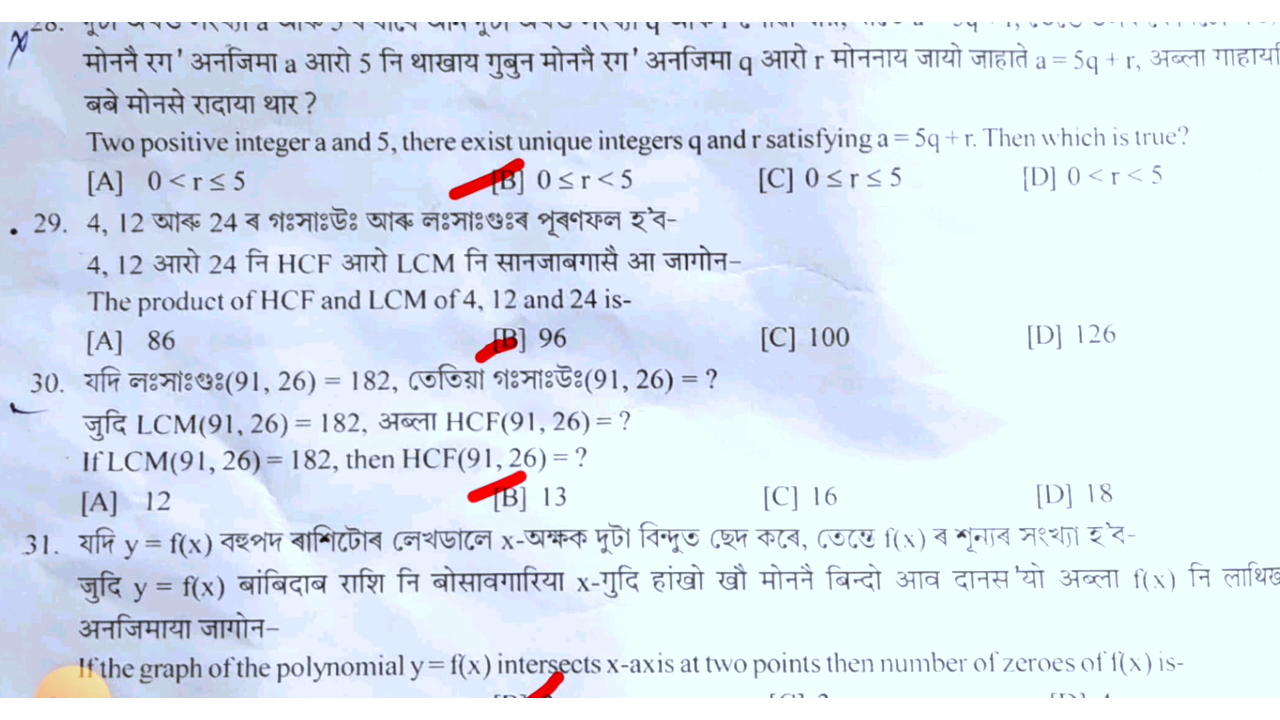 28.
मोननै रग' अनजिमा a आरो 5 नि थाखाय गुबुन मोननै रग' अनजिमा q आरो r मोननाय जायो जाहाते a = 5q + r, अब्ला गाहायनि
बबे मोनसे रादाया थार ?
Two positive integer a and 5, there exist unique integers q and r satisfying a = 5q + r. Then which is true?
[A] 0 < r ≤ 5 [B] 0 ≤ r < 5 [C] 0 ≤ r ≤ 5 [D] 0 < r < 5
29. 4, 12 আৰু 24 ৰ গঃসাঃউঃ আৰু লঃসাঃগুঃৰ পূৰণফল হ'ব–
4, 12 आरो 24 नि HCF आरो LCM नि सानजाबगासै आ जागोन–
The product of HCF and LCM of 4, 12 and 24 is-
[A] 86 [B] 96 [C] 100 [D] 126
30. যদি লঃসাঃগুঃ(91, 26) = 182, তেতিয়া গঃসাঃউঃ(91, 26) = ?
जुदि LCM(91, 26) = 182, अब्ला HCF(91, 26) = ?
If LCM(91, 26) = 182, then HCF(91, 26) = ?
[A] 12 [B] 13 [C] 16 [D] 18
31. যদি y = f(x) বহুপদ ৰাশিটোৰ লেখডালে x-অক্ষক দুটা বিন্দুত ছেদ কৰে, তেন্তে f(x) ৰ শূন্যৰ সংখ্যা হ'ব–
जुदि y = f(x) बांबिदाब राशि नि बोसावगारिया x-गुदि हांखो खौ मोननै बिन्दो आव दानस'यो अब्ला f(x) नि लाथिख
अनजिमाया जागोन–
If the graph of the polynomial y = f(x) intersects x-axis at two points then number of zeroes of f(x) is-